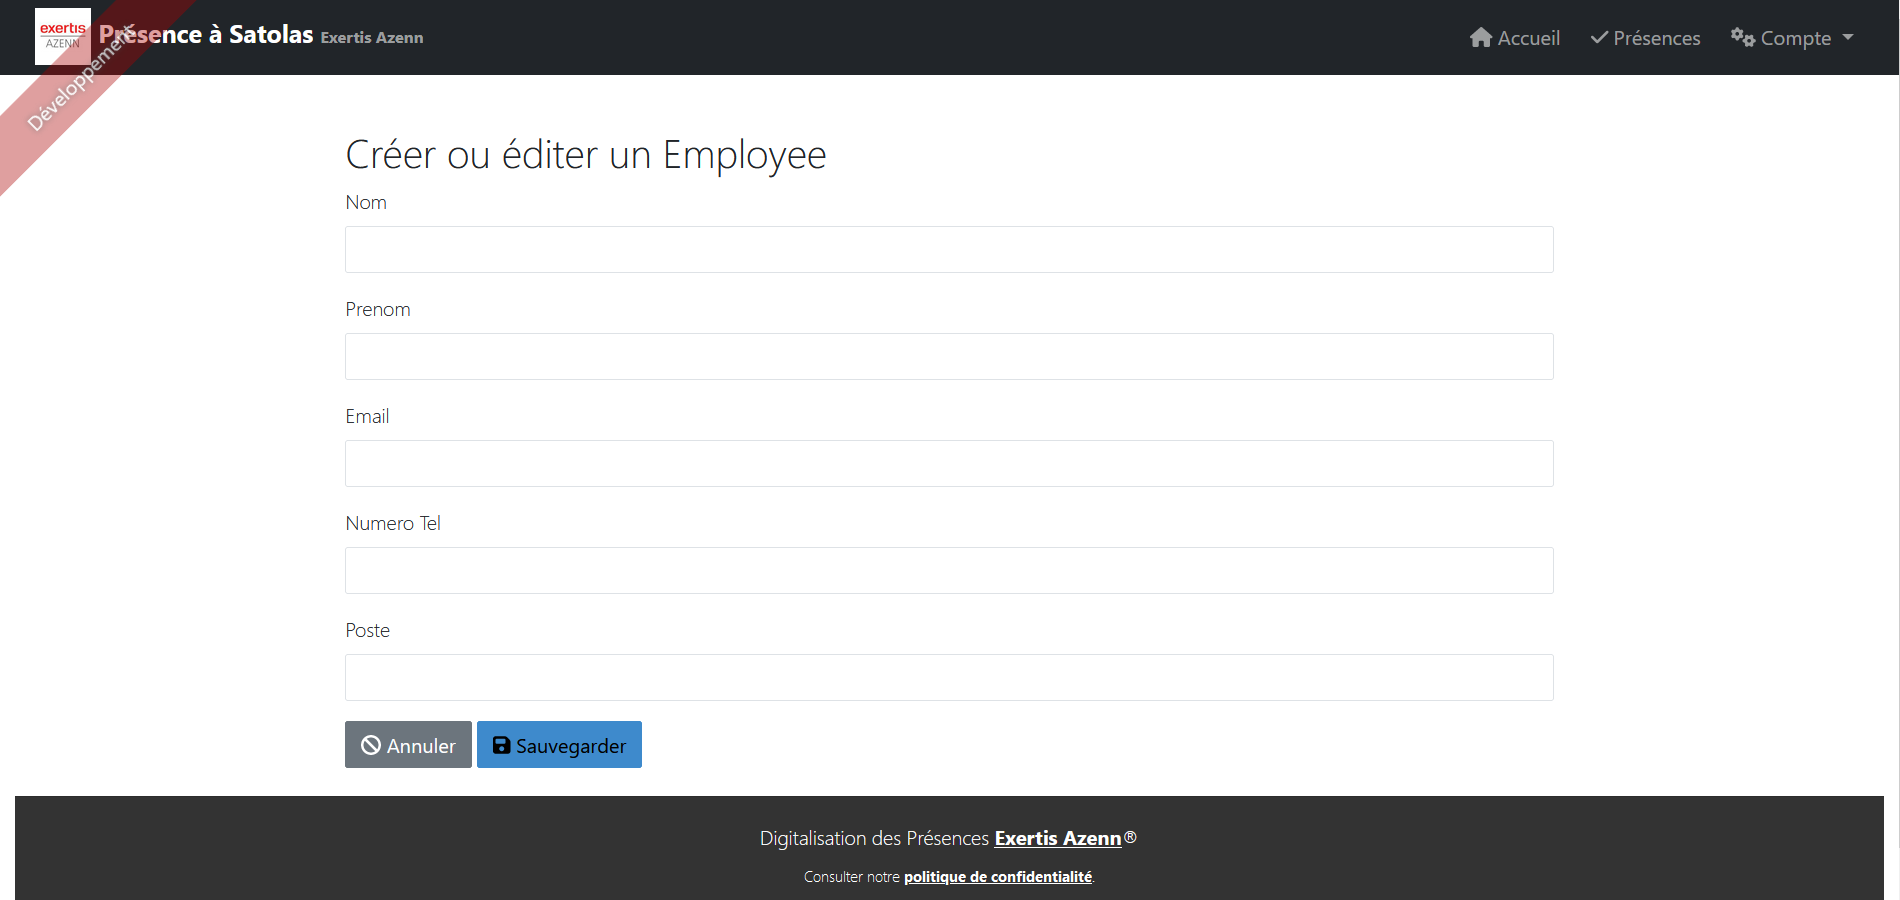 exertis
AZENN
Présence à Satolas Exertis Azenn
Accueil
Présences
Compte
Développement
Créer ou éditer un Employee
Nom
Prenom
Email
Numero Tel
Poste
Annuler
Sauvegarder
Digitalisation des Présences Exertis Azenn®
Consulter notre politique de confidentialité.